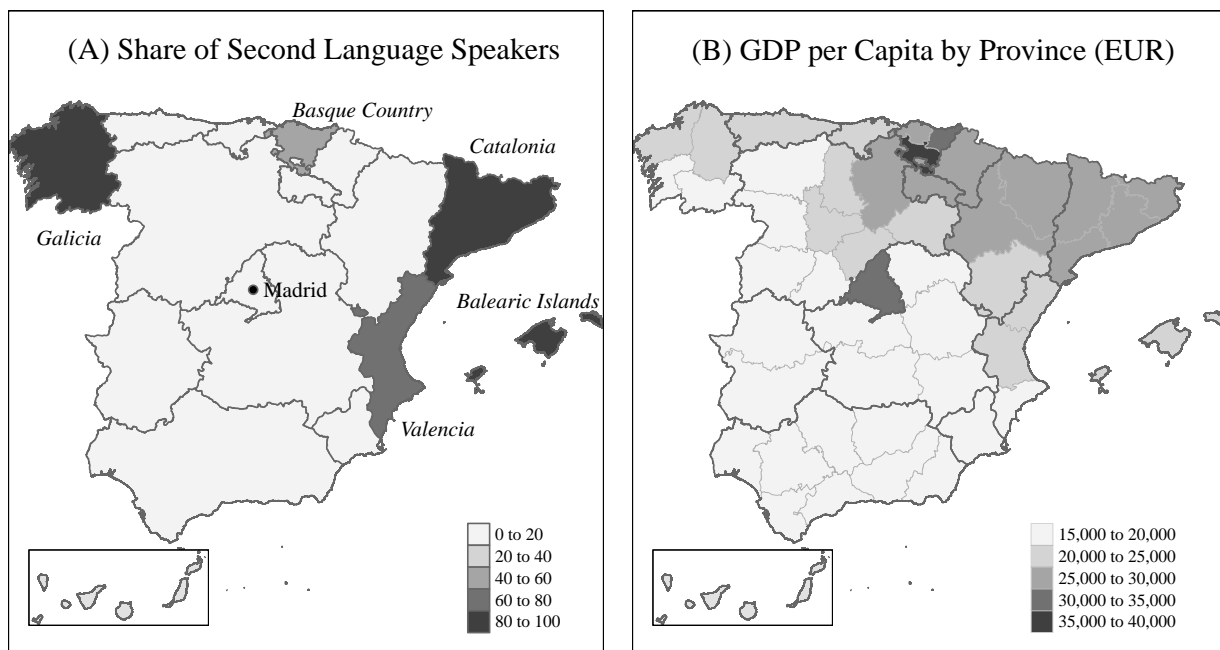 (A) Share of Second Language Speakers
Basque Country
Catalonia
Galicia
Madrid
Balearic Islands
Valencia
0 to 20
20 to 40
40 to 60
60 to 80
80 to 100
(B) GDP per Capita by Province (EUR)
15,000 to 20,000
20,000 to 25,000
25,000 to 30,000
30,000 to 35,000
35,000 to 40,000